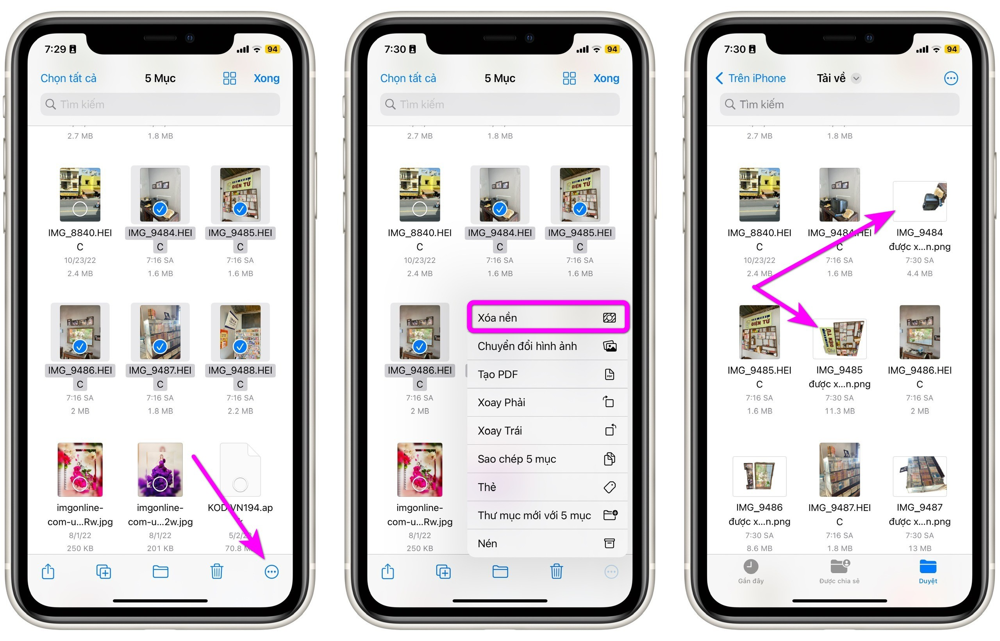 7:29
94
Chọn tất cả
5 Mục
Xong
Tìm kiếm
2.7 MB
1.8 MB
IMG_8840.HEI
C
10/23/22
2.4 MB
IMG_9484.HEI
C
7:16 SA
1.6 MB
ĐIỆN TỬ
IMG_9485.HEI
C
7:16 SA
1.6 MB
IMG_9486.HEI
C
7:16 SA
2 MB
IMG_9487.HEI
C
7:16 SA
1.8 MB
IMG_9488.HEI
C
7:16 SA
2.2 MB
imgonline-
com-u...Rw.jpg
8/1/22
250 KB
imgonline-
com-u...2w.jpg
8/1/22
201 KB
7:30
94
Chọn tất cả
5 Mục
Xong
Tìm kiếm
2.7 MB
1.8 MB
IMG_8840.HEI
C
10/23/22
2.4 MB
IMG_9484.HEI
C
7:16 SA
1.6 MB
ĐIỆN TỬ
IMG_9485.HEI
C
7:16 SA
1.6 MB
IMG_9486.HEI
C
7:16 SA
2 MB
imgonline-
com-u...Rw.jpg
8/1/22
250 KB
Xóa nền
Chuyển đổi hình ảnh
Tạo PDF
PDF
Xoay Phải
Xoay Trái
Sao chép 5 mục
Thẻ
Thư mục mới với 5 mục
Nén
7:30
94
Trên iPhone
Tải về
Tìm kiếm
2.7 MB
1.8 MB
IMG_8840.HEI
C
10/23/22
2.4 MB
IMG_9484.HEI
C
7:16 SA
1.6 MB
IMG_9484
được x...n.png
7:30 SA
4.4 MB
ĐIỆN TỬ
IMG_9485.HEI
C
7:16 SA
1.6 MB
ĐIỆN TỬ
IMG_9485
được x...n.png
7:30 SA
11.3 MB
IMG_9486.HEI
C
7:16 SA
2 MB
IMG_9486
được x...n.png
7:30 SA
8.6 MB
IMG_9487.HEI
C
7:16 SA
1.8 MB
IMG_9487
được x...n.png
7:30 SA
13 MB
Gần đây
Được chia sẻ
Duyệt